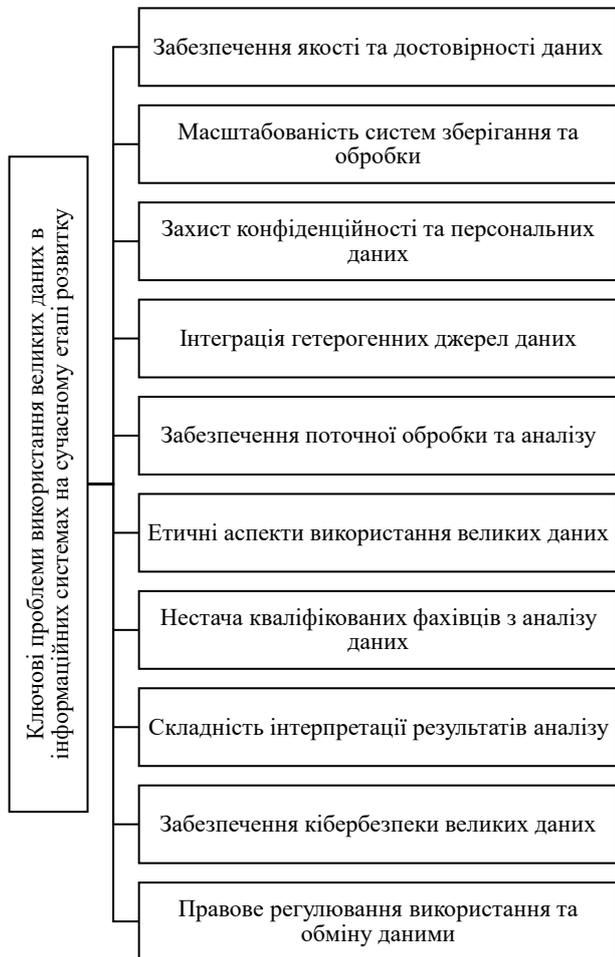 Ключові проблеми використання великих даних в
інформаційних системах на сучасному етапі розвитку
Забезпечення якості та достовірності даних
Масштабованість систем зберігання та
обробки
Захист конфіденційності та персональних
даних
Інтеграція гетерогенних джерел даних
Забезпечення поточної обробки та аналізу
Етичні аспекти використання великих даних
Нестача кваліфікованих фахівців з аналізу
даних
Складність інтерпретації результатів аналізу
Забезпечення кібербезпеки великих даних
Правове регулювання використання та
обміну даними